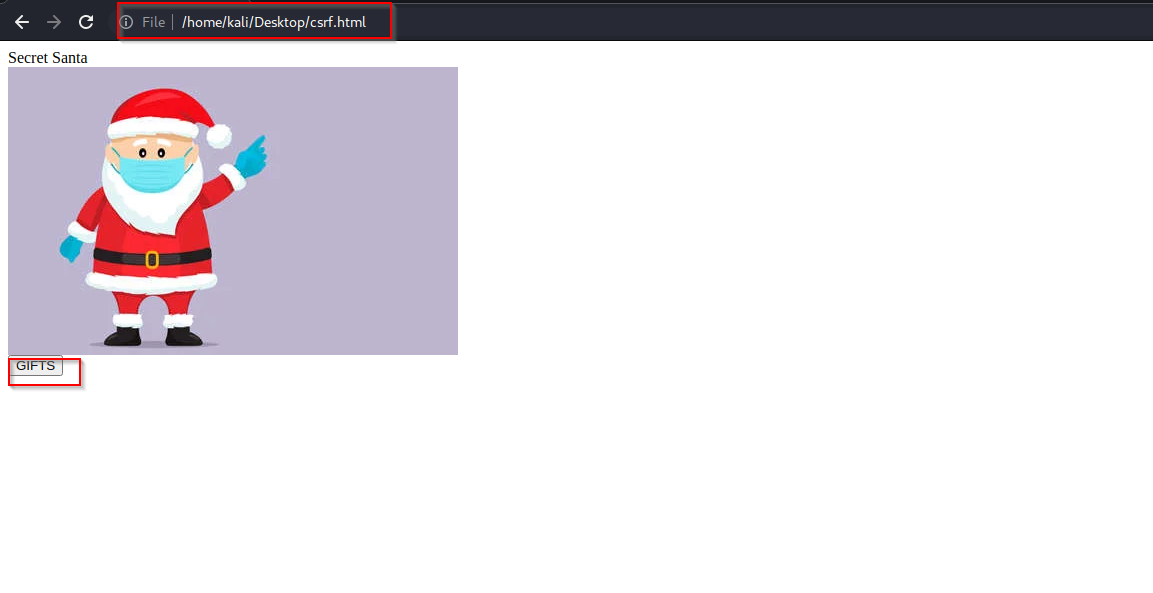 File | /home/kali/Desktop/csrf.html
Secret Santa
GIFTS